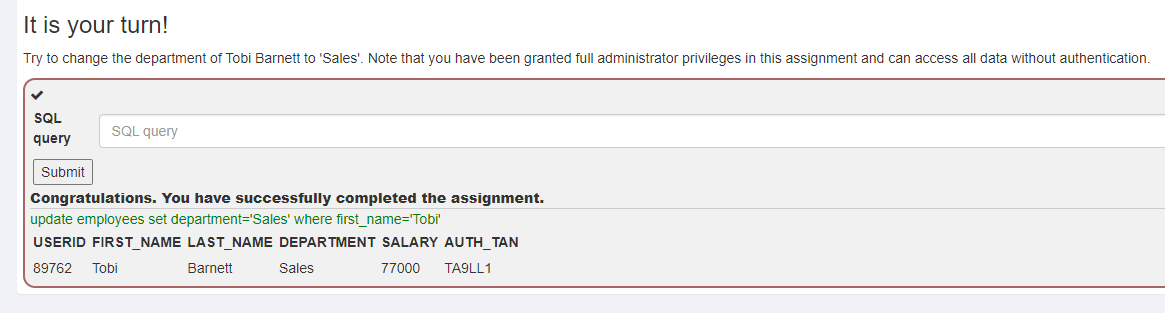 It is your turn!
Try to change the department of Tobi Barnett to 'Sales'. Note that you have been granted full administrator privileges in this assignment and can access all data without authentication.
SQL
query
SQL query
Submit
Congratulations. You have successfully completed the assignment.
update employees set department='Sales' where first_name='Tobi'
USERID FIRST_NAME LAST_NAME DEPARTMENT SALARY AUTH_TAN
89762 Tobi Barnett Sales 77000 TA9LL1